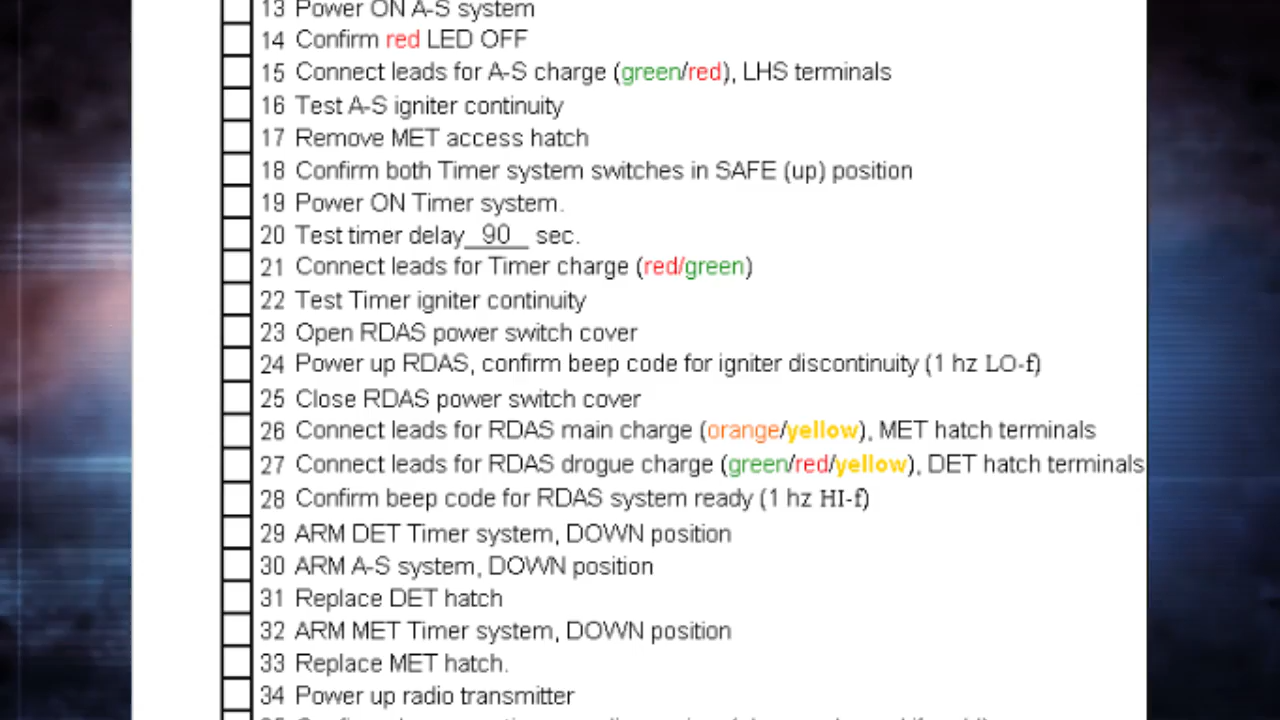 13 Power ON A-S system
14 Confirm red LED OFF
15 Connect leads for A-S charge (green/red), LHS terminals
16 Test A-S igniter continuity
17 Remove MET access hatch
18 Confirm both Timer system switches in SAFE (up) position
19 Power ON Timer system.
20 Test timer delay__90__ sec.
21 Connect leads for Timer charge (red/green)
22 Test Timer igniter continuity
23 Open RDAS power switch cover
24 Power up RDAS, confirm beep code for igniter discontinuity (1 hz LO-f)
25 Close RDAS power switch cover
26 Connect leads for RDAS main charge (orange/yellow), MET hatch terminals
27 Connect leads for RDAS drogue charge (green/red/yellow), DET hatch terminals
28 Confirm beep code for RDAS system ready (1 hz HI-f)
29 ARM DET Timer system, DOWN position
30 ARM A-S system, DOWN position
31 Replace DET hatch
32 ARM MET Timer system, DOWN position
33 Replace MET hatch.
34 Power up radio transmitter